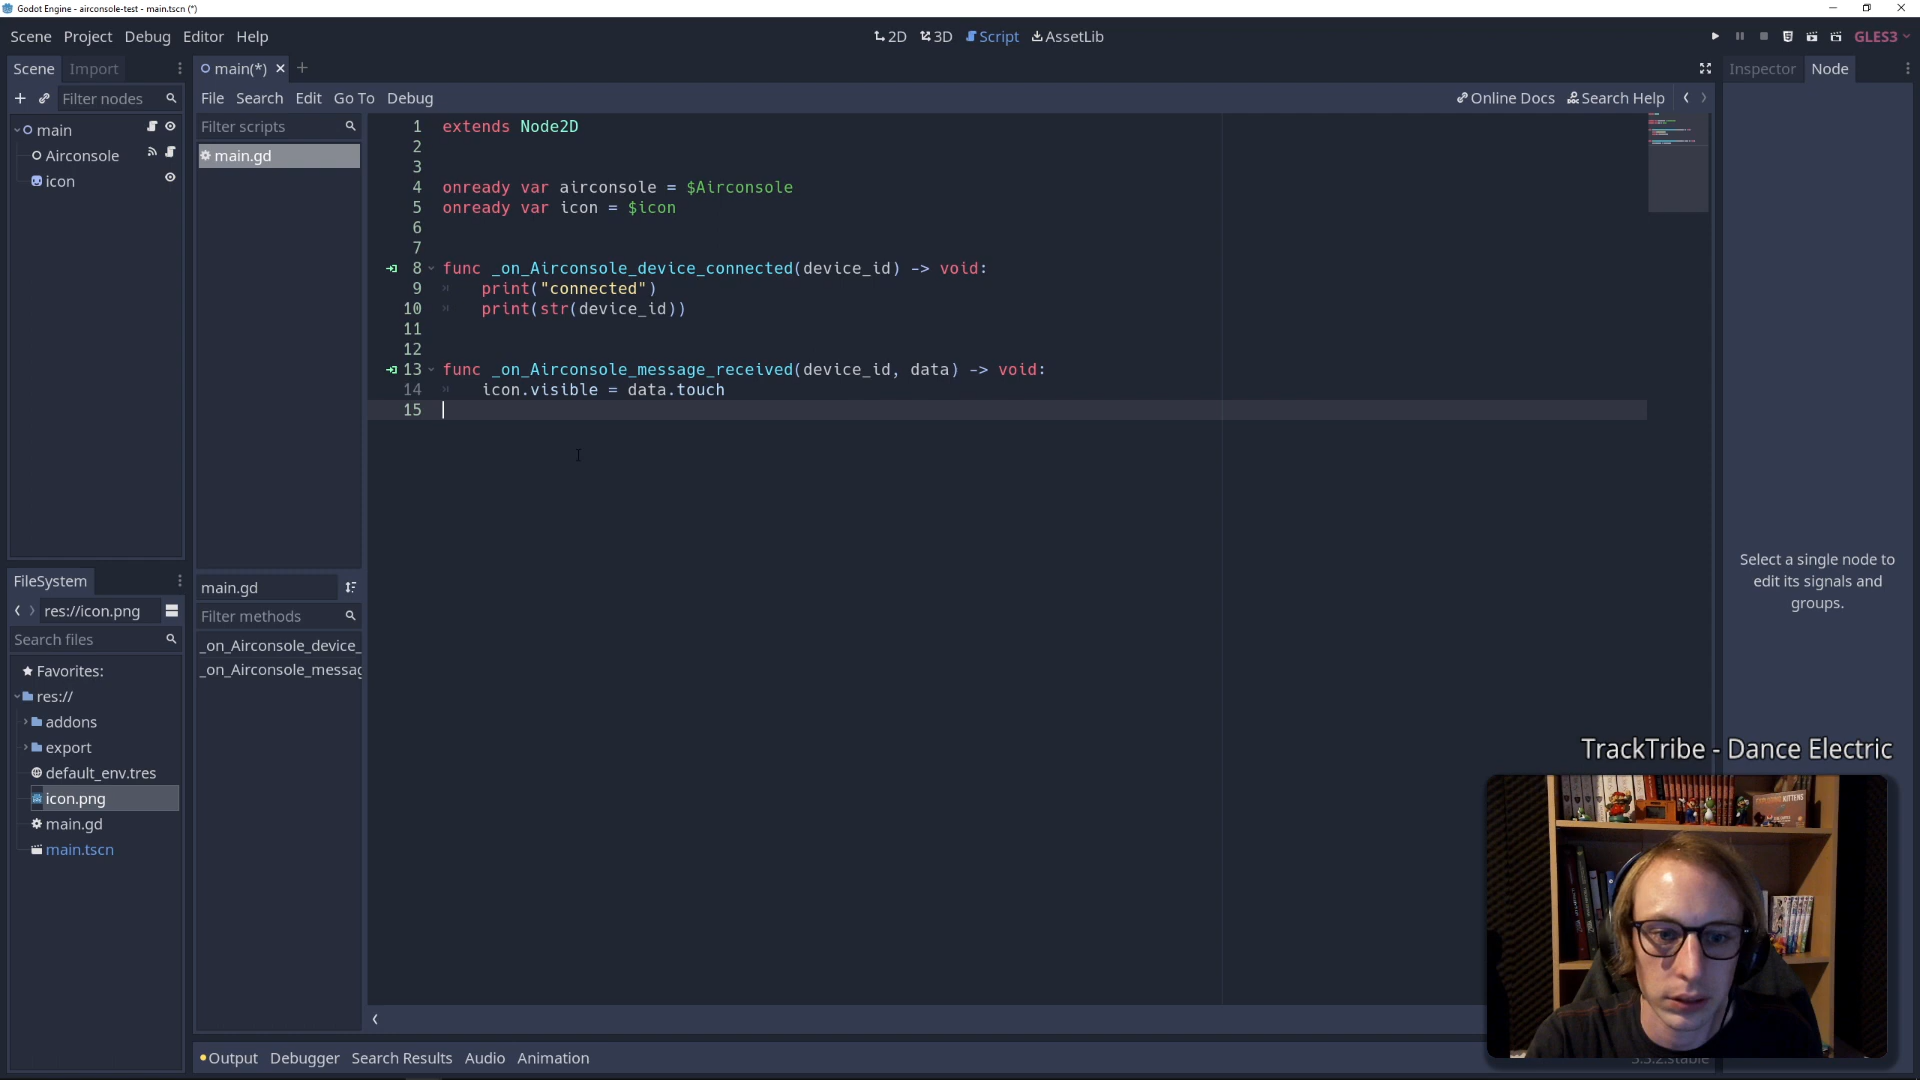 Godot Engine - airconsole-test - main.tscn (*)
Scene Project Debug Editor Help
2D 3D Script AssetLib
GLES3
Scene Import
Filter nodes
main
Airconsole
icon
FileSystem
res://icon.png
Search files
Favorites:
res://
addons
export
default_env.tres
icon.png
main.gd
main.tscn
main(*)
File Search Edit Go To Debug
Online Docs Search Help
Filter scripts
main.gd
main.gd
Filter methods
_on_Airconsole_device_
_on_Airconsole_messag
1 extends Node2D
2
3
4 onready var airconsole = $Airconsole
5 onready var icon = $icon
6
7
8 func _on_Airconsole_device_connected(device_id) -> void:
9 print("connected")
10 print(str(device_id))
11
12
13 func _on_Airconsole_message_received(device_id, data) -> void:
14 icon.visible = data.touch
15
Output Debugger Search Results Audio Animation
Inspector Node
Select a single node to
edit its signals and
groups.
TrackTribe - Dance Electric